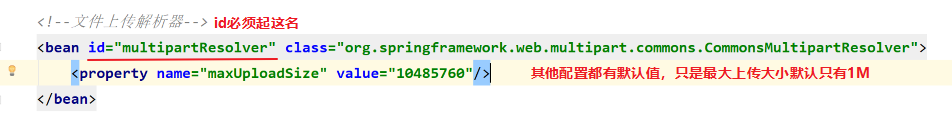 <!--文件上传解析器--> id必须起这名
<bean id="multipartResolver" class="org.springframework.web.multipart.commons.CommonsMultipartResolver">
<property name="maxUploadSize" value="10485760"/> 其他配置都有默认值，只是最大上传大小默认只有1M
</bean>